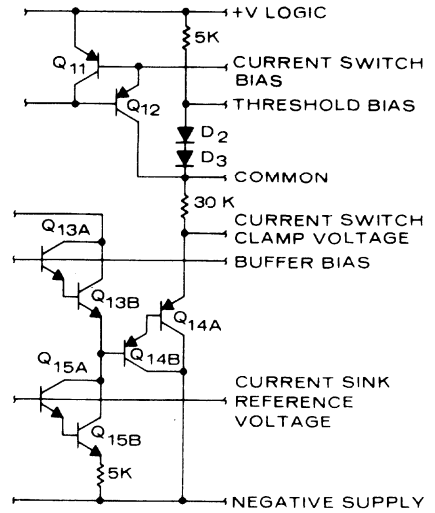 +V LOGIC
5K
Q11
CURRENT SWITCH
BIAS
Q12
THRESHOLD BIAS
D2
D3
COMMON
30 K
Q13A
CURRENT SWITCH
CLAMP VOLTAGE
BUFFER BIAS
Q13B
Q14A
Q14B
Q15A
CURRENT SINK
REFERENCE
VOLTAGE
Q15B
5K
NEGATIVE SUPPLY